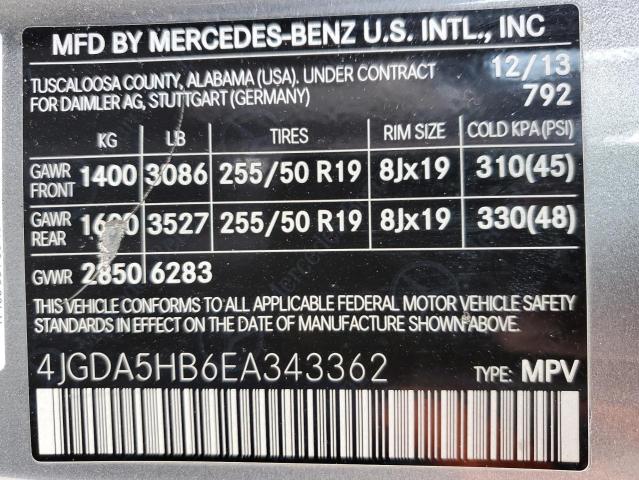 MFD BY MERCEDES-BENZ U.S. INTL., INC
TUSCALOOSA COUNTY, ALABAMA (USA). UNDER CONTRACT 12/13
FOR DAIMLER AG, STUTTGART (GERMANY) 792
KG LB TIRES RIM SIZE COLD KPA(PSI)
GAWR FRONT 1400 3086 255/50 R19 8Jx19 310(45)
GAWR REAR 3527 255/50 R19 8Jx19 330(48)
GVWR 2850 6283
THIS VEHICLE CONFORMS TO ALL APPLICABLE FEDERAL MOTOR VEHICLE SAFETY
STANDARDS IN EFFECT ON THE DATE OF MANUFACTURE SHOWN ABOVE.
4JGDA5HB6EA343362 TYPE: MPV